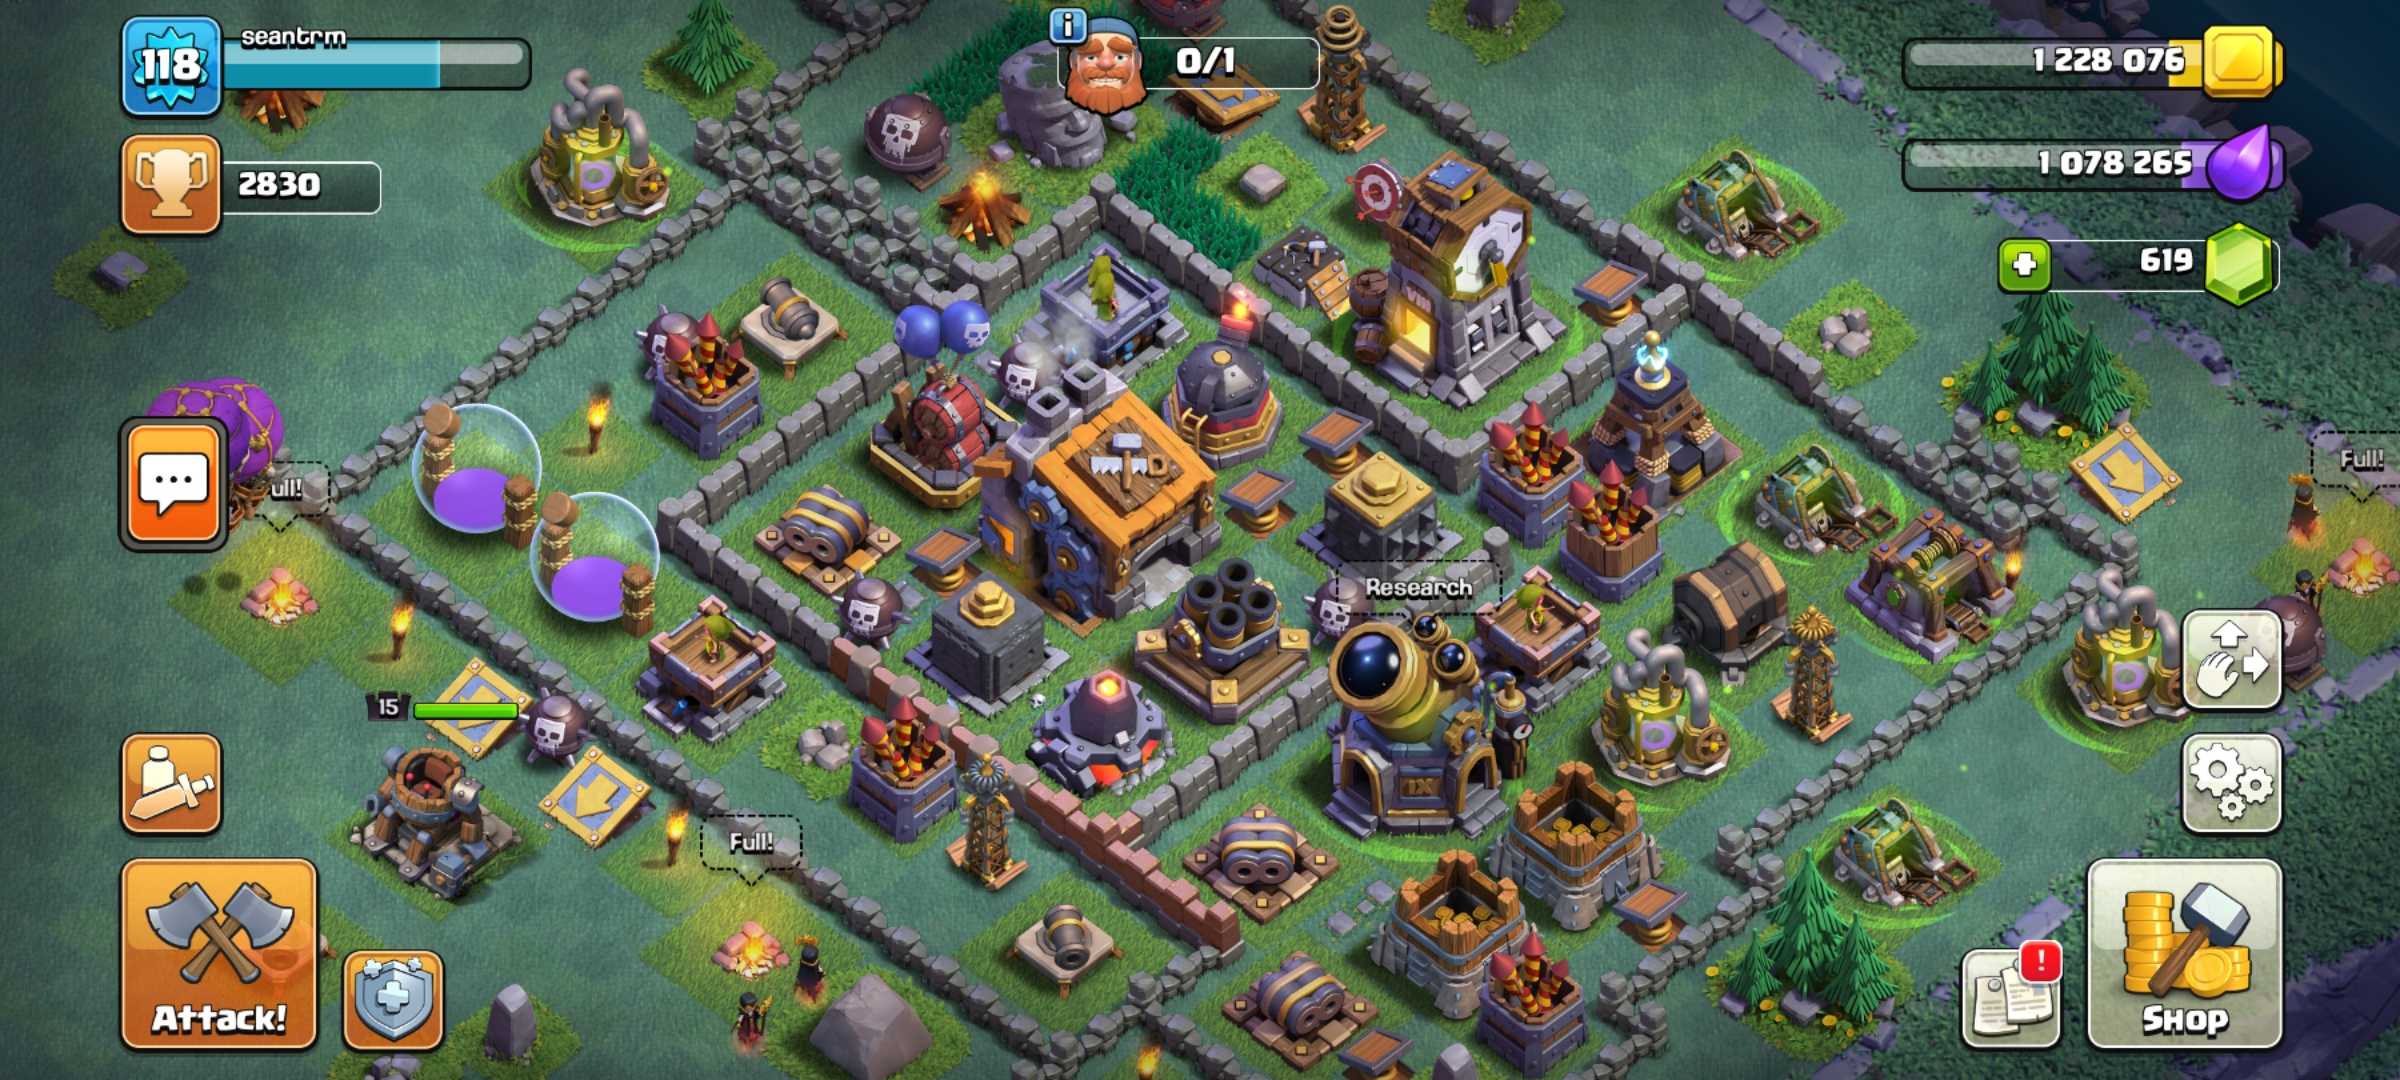 118
seantrm
0/1
1 228 076
2830
1 078 265
619
ull!
Full!
Research
15
IX
Full!
Attack!
!
Shop